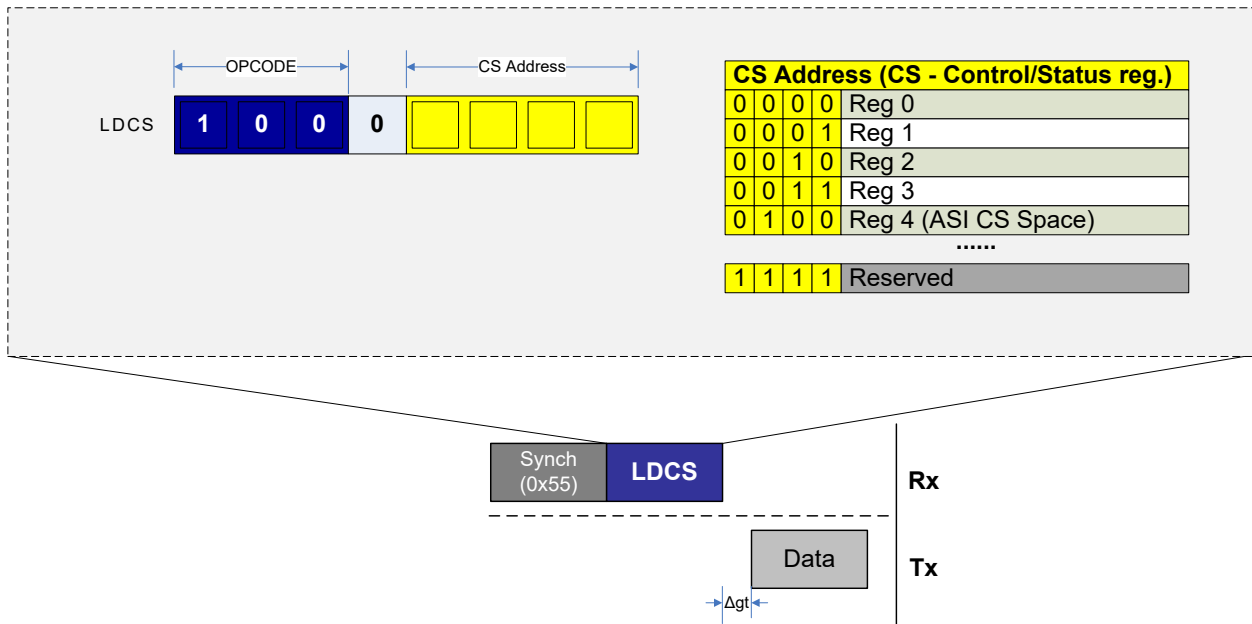 OPCODE CS Address
LDCS 1 0 0 0
CS Address (CS - Control/Status reg.)
0 0 0 0 Reg 0
0 0 0 1 Reg 1
0 0 1 0 Reg 2
0 0 1 1 Reg 3
0 1 0 0 Reg 4 (ASI CS Space)
......
1 1 1 1 Reserved
Synch
(0x55)
LDCS
Rx
Data
Tx
Δgt